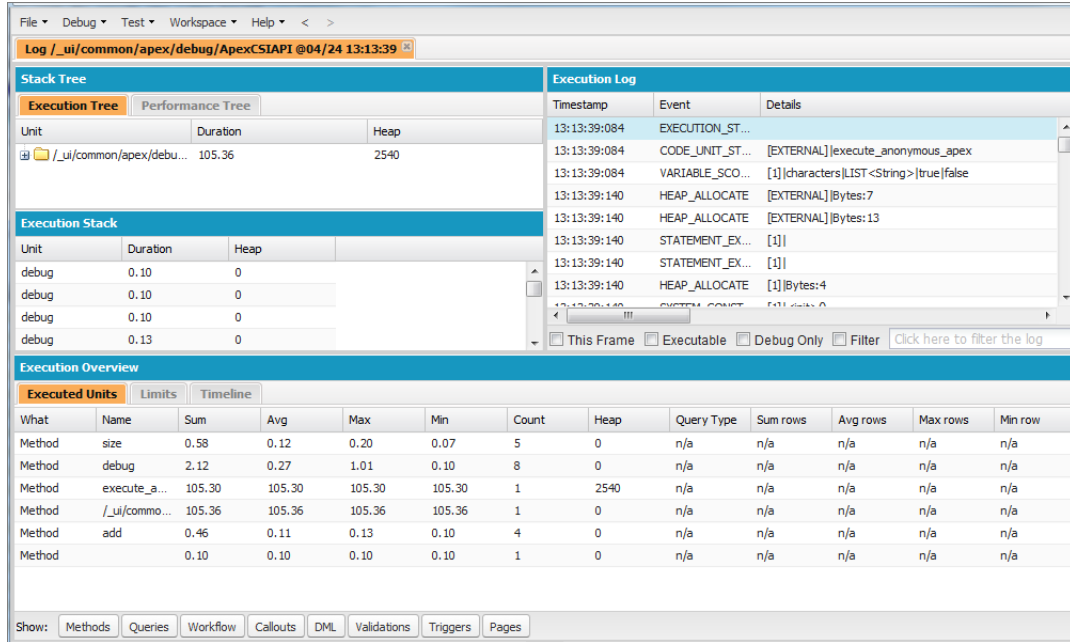 File Debug Test Workspace Help < >
Log /_ui/common/apex/debug/ApexCSIAPI @04/24 13:13:39
Stack Tree
Execution Tree Performance Tree
Unit Duration Heap
/_ui/common/apex/debu... 105.36 2540
Execution Stack
Unit Duration Heap
debug 0.10 0
debug 0.10 0
debug 0.10 0
debug 0.13 0
Execution Log
Timestamp Event Details
13:13:39:084 EXECUTION_ST...
13:13:39:084 CODE_UNIT_ST... [EXTERNAL]|execute_anonymous_apex
13:13:39:084 VARIABLE_SCO... [1]|characters|LIST<String>|true|false
13:13:39:140 HEAP_ALLOCATE [EXTERNAL]|Bytes:7
13:13:39:140 HEAP_ALLOCATE [EXTERNAL]|Bytes:13
13:13:39:140 STATEMENT_EX... [1]|
13:13:39:140 STATEMENT_EX... [1]|
13:13:39:140 HEAP_ALLOCATE [1]|Bytes:4
This Frame Executable Debug Only Filter Click here to filter the log
Execution Overview
Executed Units Limits Timeline
What Name Sum Avg Max Min Count Heap Query Type Sum rows Avg rows Max rows Min row
Method size 0.58 0.12 0.20 0.07 5 0 n/a n/a n/a n/a n/a
Method debug 2.12 0.27 1.01 0.10 8 0 n/a n/a n/a n/a n/a
Method execute_a... 105.30 105.30 105.30 105.30 1 2540 n/a n/a n/a n/a n/a
Method /_ui/commo... 105.36 105.36 105.36 105.36 1 0 n/a n/a n/a n/a n/a
Method add 0.46 0.11 0.13 0.10 4 0 n/a n/a n/a n/a n/a
Method 0.10 0.10 0.10 0.10 1 0 n/a n/a n/a n/a n/a
Show: Methods Queries Workflow Callouts DML Validations Triggers Pages